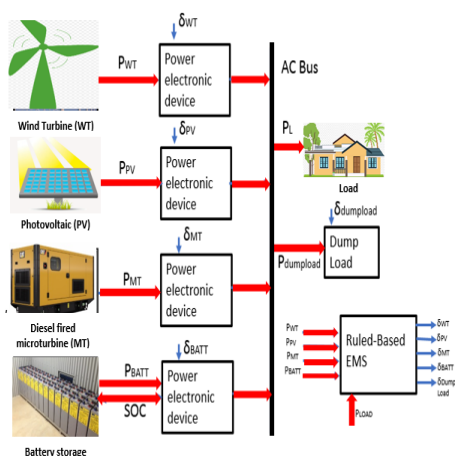 δWT
PWT
Power
electronic
device
AC Bus
Wind Turbine (WT)
δPV
PPV
Power
electronic
device
PL
Load
Photovoltaic (PV)
δdumpload
δMT
PMT
Power
electronic
device
Dump
Load
Pdumpload
Diesel fired
microturbine (MT)
δBATT
PBATT
SOC
Power
electronic
device
Battery storage
PWT
PPV
PMT
PBATT
Ruled-Based
EMS
δWT
δPV
δMT
δBATT
δDump
Load
PLOAD